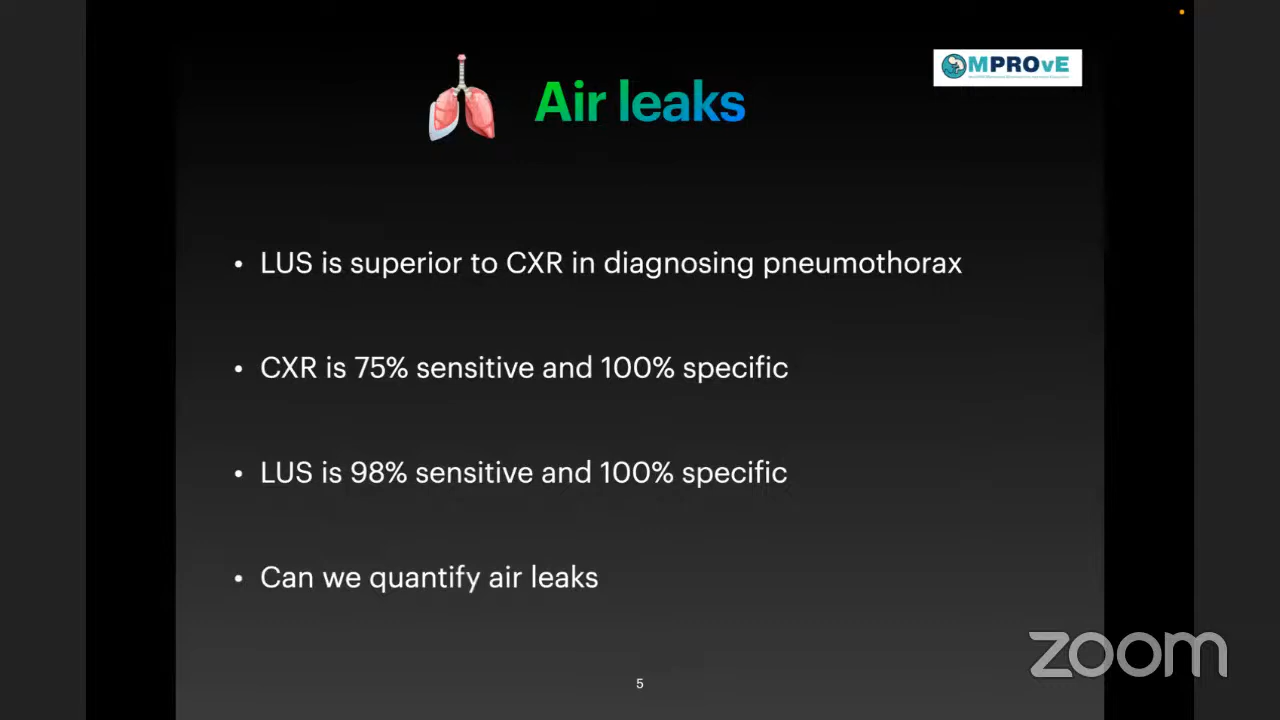 MPROvE
Air leaks
• LUS is superior to CXR in diagnosing pneumothorax
• CXR is 75% sensitive and 100% specific
• LUS is 98% sensitive and 100% specific
• Can we quantify air leaks
zoom
5